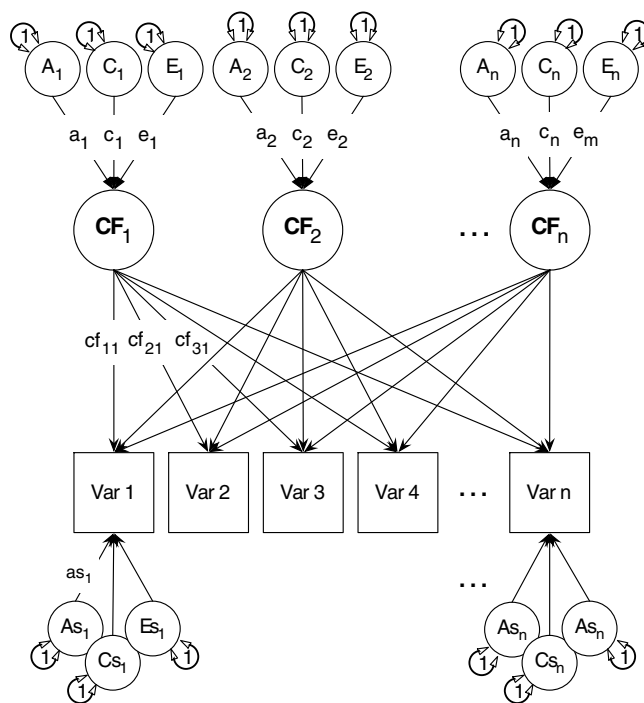 1 1 1 1 1 1 1 1 1
A1 C1 E1 A2 C2 E2 An Cn En
a1 c1 e1 a2 c2 e2 an cn em
CF1 CF2 ... CFn
cf11 cf21 cf31
Var 1 Var 2 Var 3 Var 4 ... Var n
as1 ...
As1 Es1 Asn Asn
Cs1 Csn
1 1 1 1 1 1